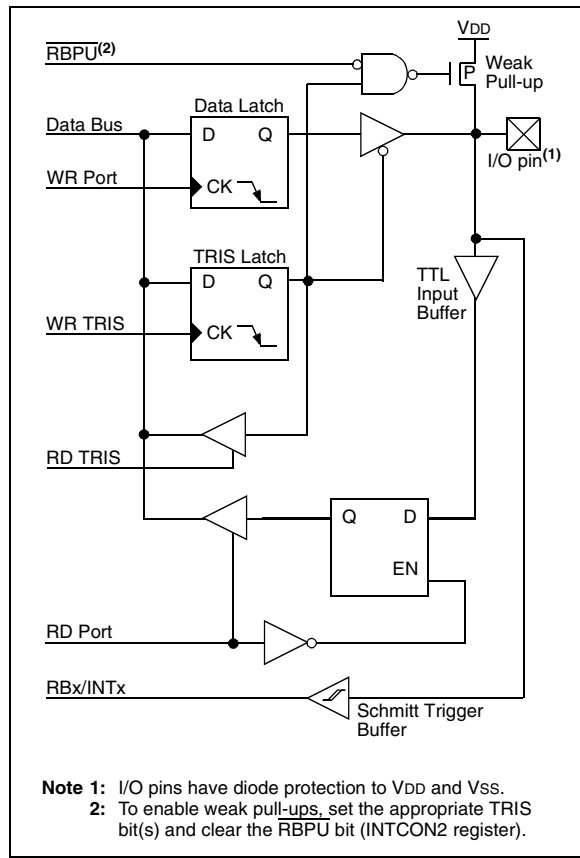 VDD
RBPU(2)
Weak
Pull-up
P
Data Latch
Data Bus
D Q
I/O pin(1)
WR Port
CK
TRIS Latch
D Q
TTL
Input
Buffer
WR TRIS
CK
RD TRIS
Q D
EN
RD Port
RBx/INTx
Schmitt Trigger
Buffer
Note 1: I/O pins have diode protection to VDD and VSS.
2: To enable weak pull-ups, set the appropriate TRIS
bit(s) and clear the RBPU bit (INTCON2 register).